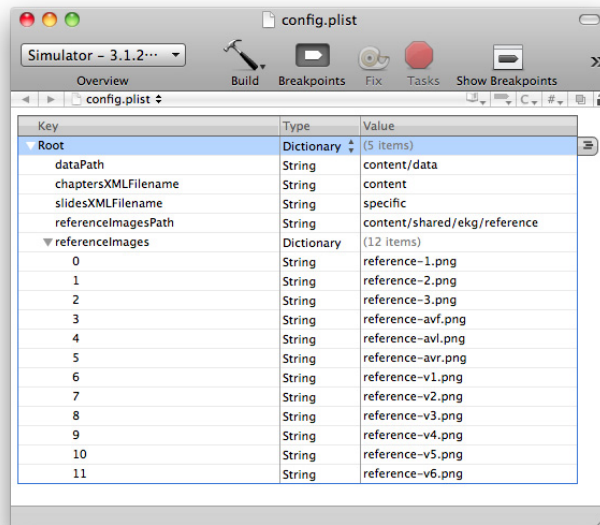 config.plist
Simulator – 3.1.2···
Overview Build Breakpoints Fix Tasks Show Breakpoints
config.plist C #
Key Type Value
Root Dictionary (5 items)
dataPath String content/data
chaptersXMLFilename String content
slidesXMLFilename String specific
referenceImagesPath String content/shared/ekg/reference
referenceImages Dictionary (12 items)
0 String reference-1.png
1 String reference-2.png
2 String reference-3.png
3 String reference-avf.png
4 String reference-avl.png
5 String reference-avr.png
6 String reference-v1.png
7 String reference-v2.png
8 String reference-v3.png
9 String reference-v4.png
10 String reference-v5.png
11 String reference-v6.png